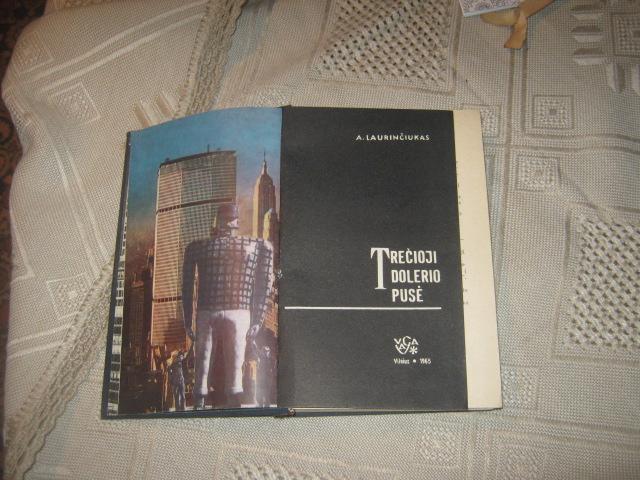 A. LAURINČIUKAS
TREČIOJI
DOLERIO
PUSĖ
VAGA
Vilnius • 1965